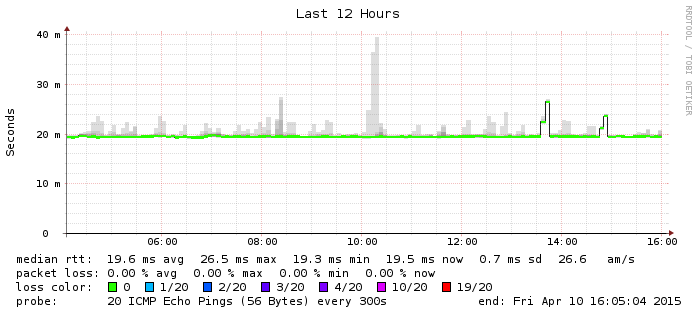 Last 12 Hours
RRDTOOL / TOBI OETIKER
Seconds
40 m
30 m
20 m
10 m
0
06:00 08:00 10:00 12:00 14:00 16:00
median rtt: 19.6 ms avg 26.5 ms max 19.3 ms min 19.5 ms now 0.7 ms sd 26.6 am/s
packet loss: 0.00 % avg 0.00 % max 0.00 % min 0.00 % now
loss color: 0 1/20 2/20 3/20 4/20 10/20 19/20
probe: 20 ICMP Echo Pings (56 Bytes) every 300s end: Fri Apr 10 16:05:04 2015